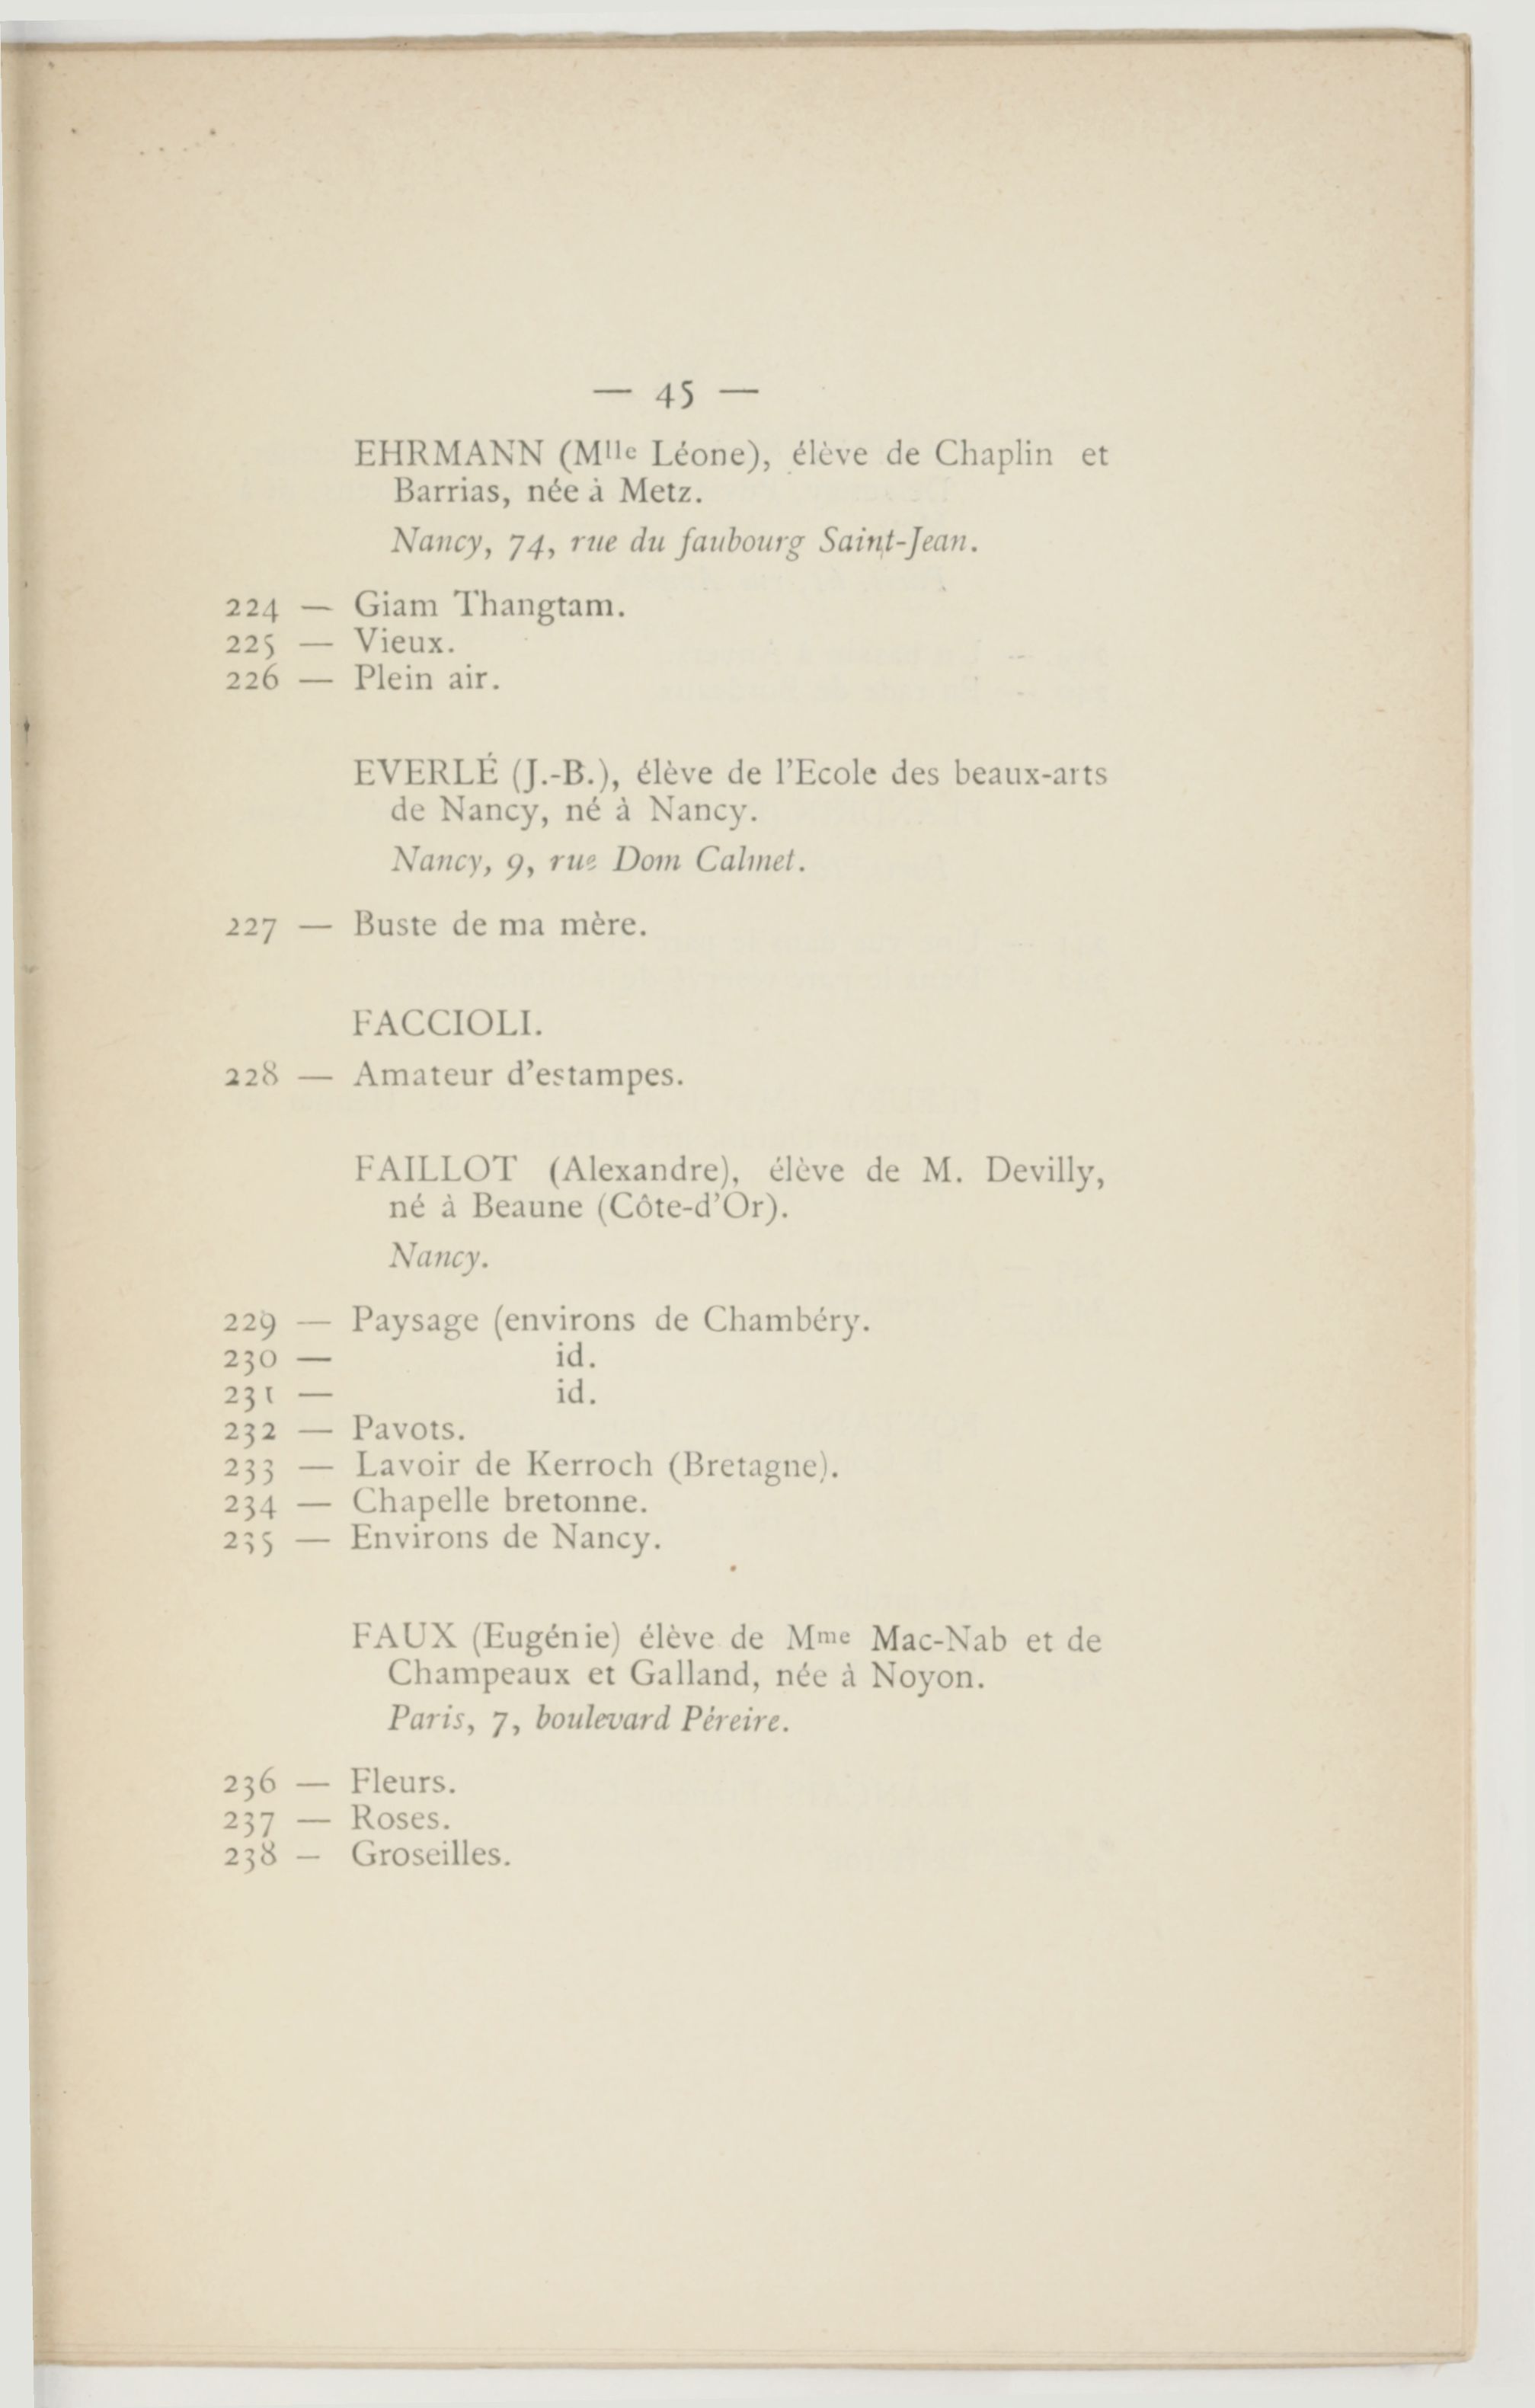 — 45 —
EHRMANN (Mlle Léone), élève de Chaplin et
Barrias, née à Metz.
Nancy, 74, rue du faubourg Saint-Jean.
224 — Giam Thangtam.
225 — Vieux.
226 — Plein air.
EVERLÉ (J.-B.), élève de l'Ecole des beaux-arts
de Nancy, né à Nancy.
Nancy, 9, rue Dom Calmet.
227 — Buste de ma mère.
FACCIOLI.
228 — Amateur d'estampes.
FAILLOT (Alexandre), élève de M. Devilly,
né à Beaune (Côte-d'Or).
Nancy.
229 — Paysage (environs de Chambéry.
230 — id.
231 — id.
232 — Pavots.
233 — Lavoir de Kerroch (Bretagne).
234 — Chapelle bretonne.
235 — Environs de Nancy.
FAUX (Eugénie) élève de Mme Mac-Nab et de
Champeaux et Galland, née à Noyon.
Paris, 7, boulevard Péreire.
236 — Fleurs.
237 — Roses.
238 — Groseilles.